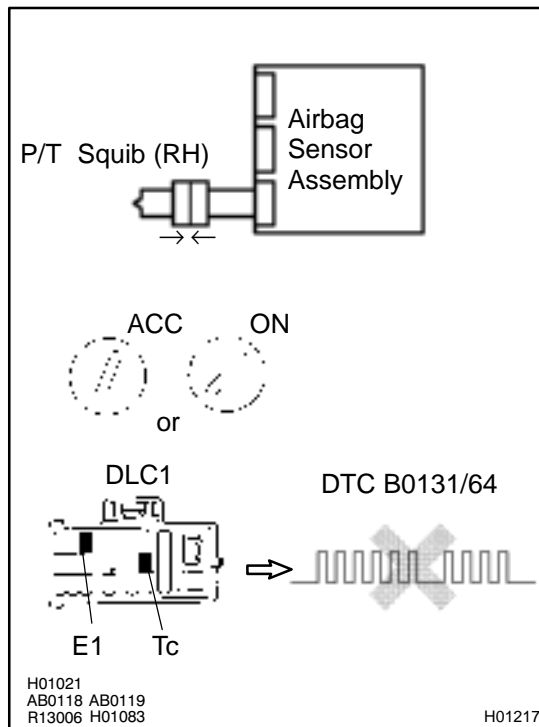 P/T Squib (RH)
Airbag
Sensor
Assembly
ACC
ON
or
DLC1
DTC B0131/64
E1
Tc
H01021
AB0118 AB0119
R13006 H01083
H01217